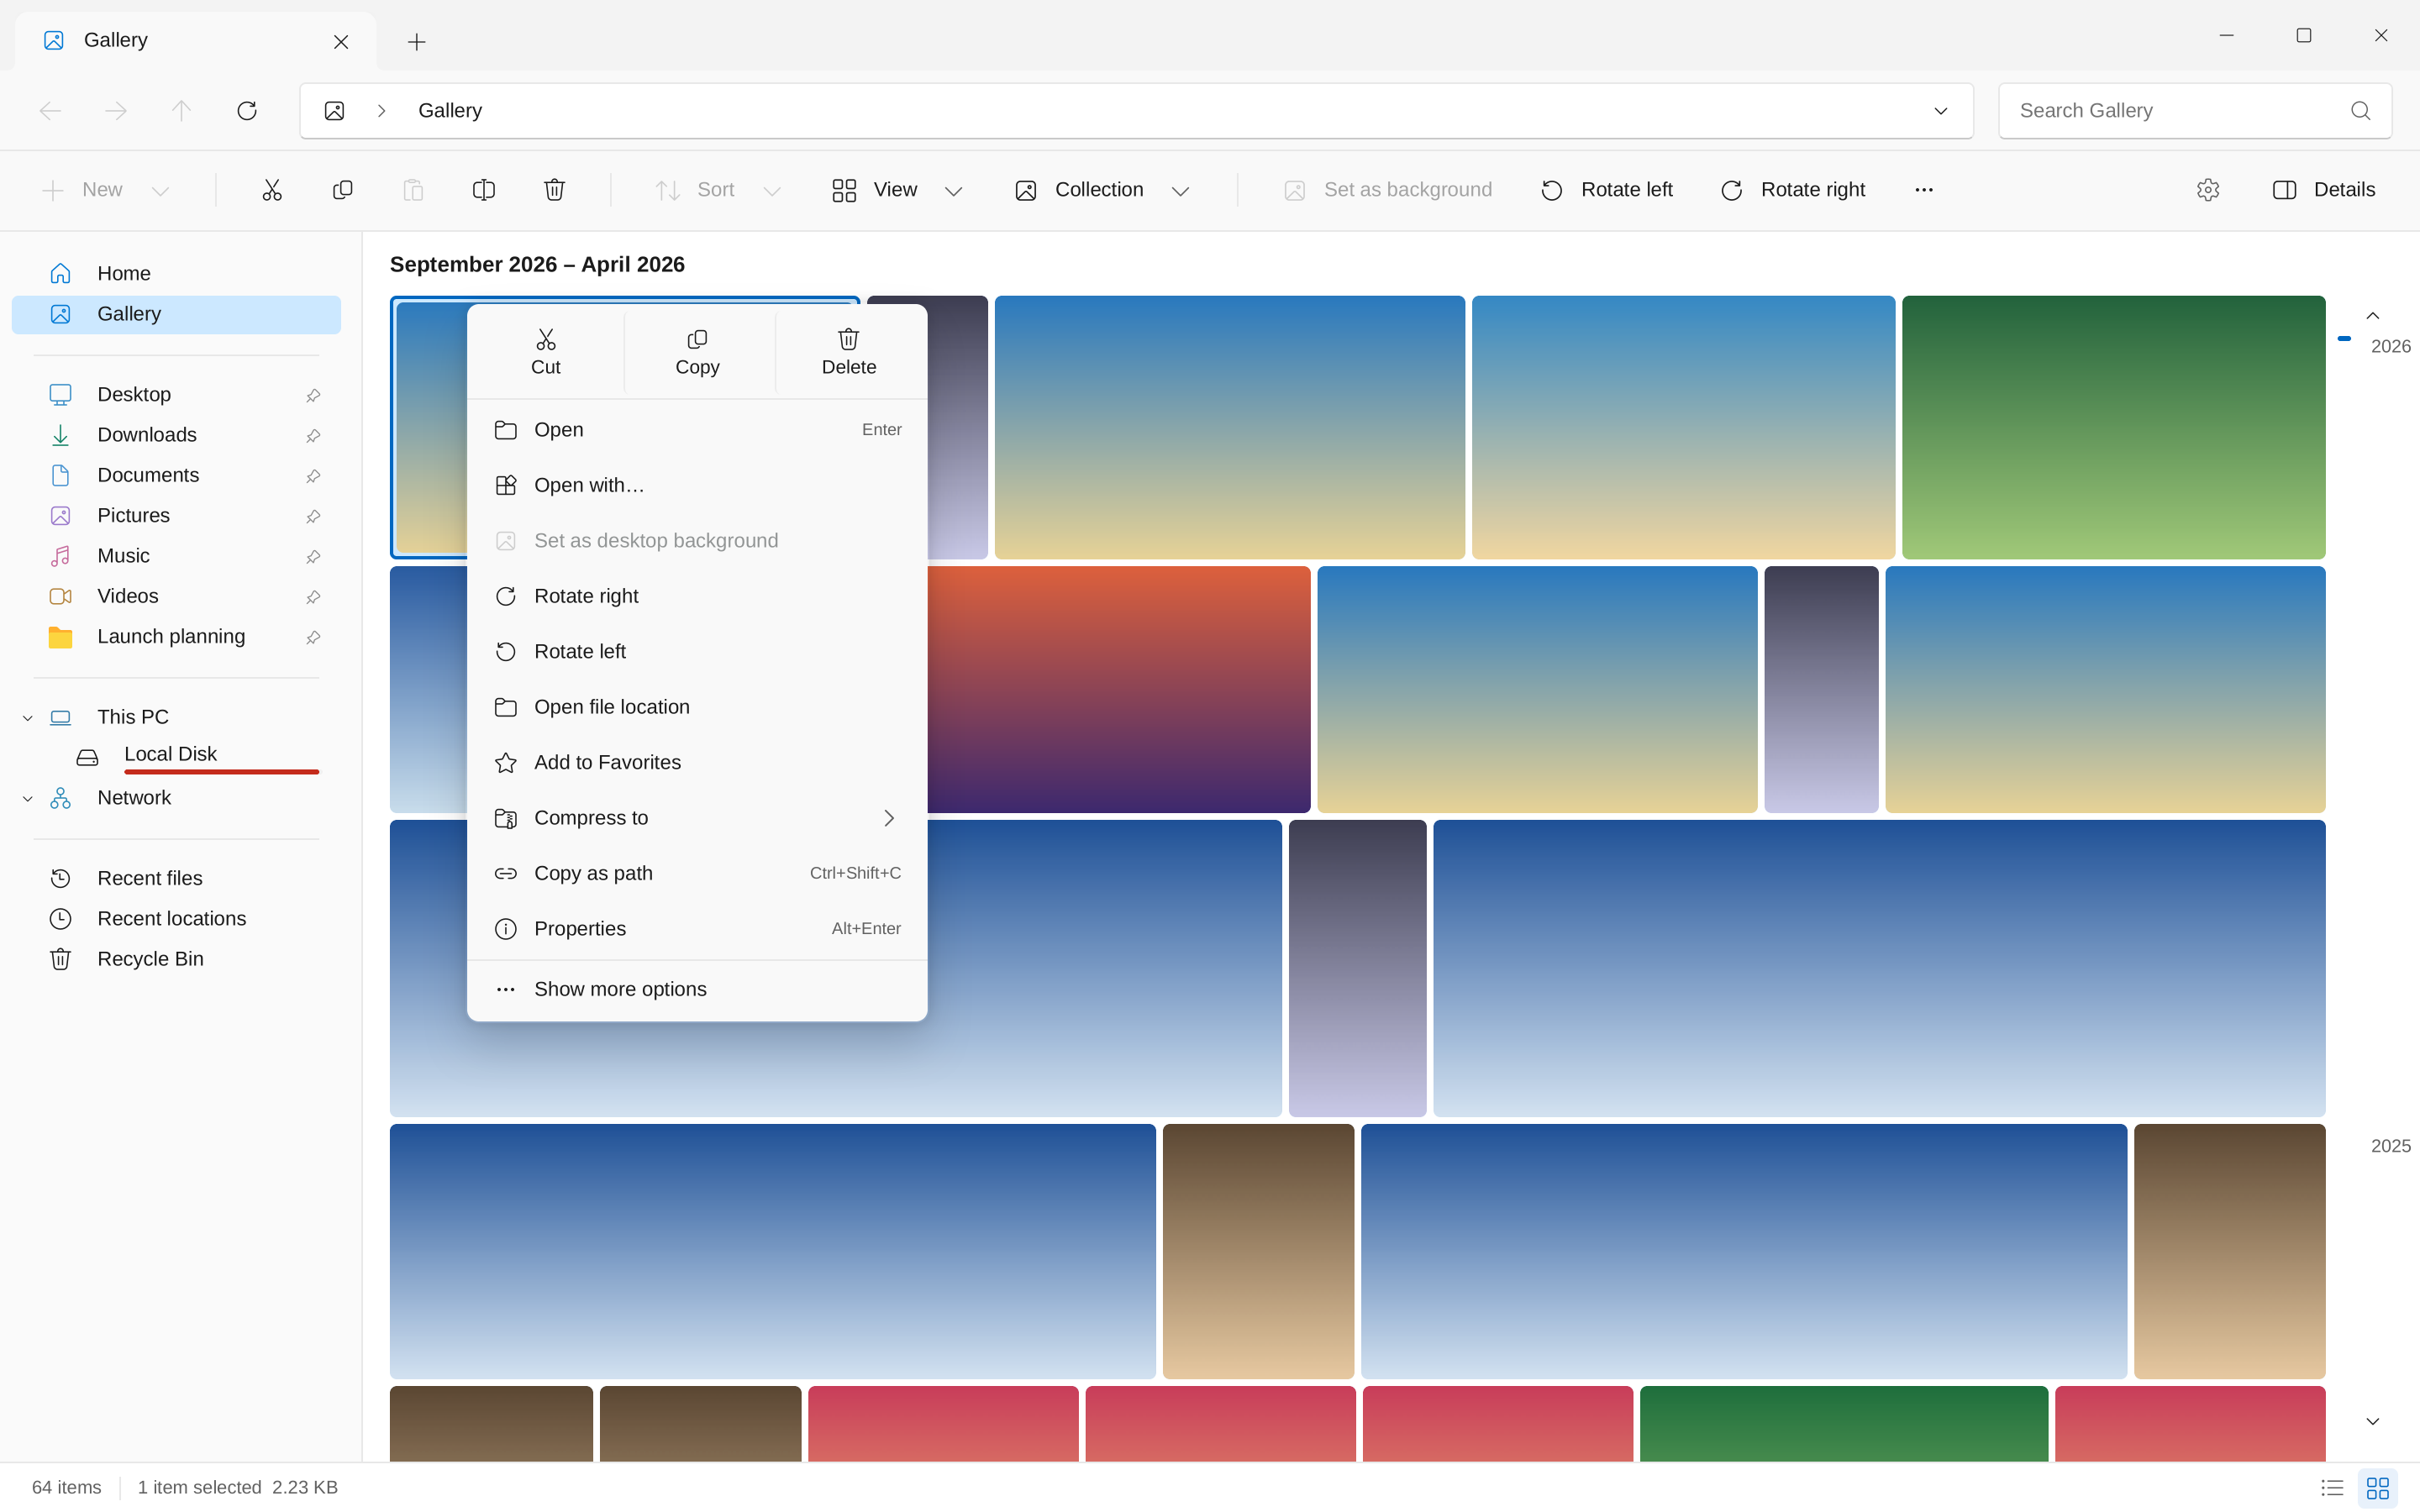 Gallery
Gallery
Search Gallery
New
Sort
View
Collection
Set as background
Rotate left
Rotate right
Details
Home
Gallery
Desktop
Downloads
Documents
Pictures
Music
Videos
Launch planning
This PC
Local Disk
Network
Recent files
Recent locations
Recycle Bin
September 2026 – April 2026
Cut
Copy
Delete
Open Enter
Open with…
Set as desktop background
Rotate right
Rotate left
Open file location
Add to Favorites
Compress to
Copy as path Ctrl+Shift+C
Properties Alt+Enter
Show more options
2026
2025
64 items
1 item selected 2.23 KB